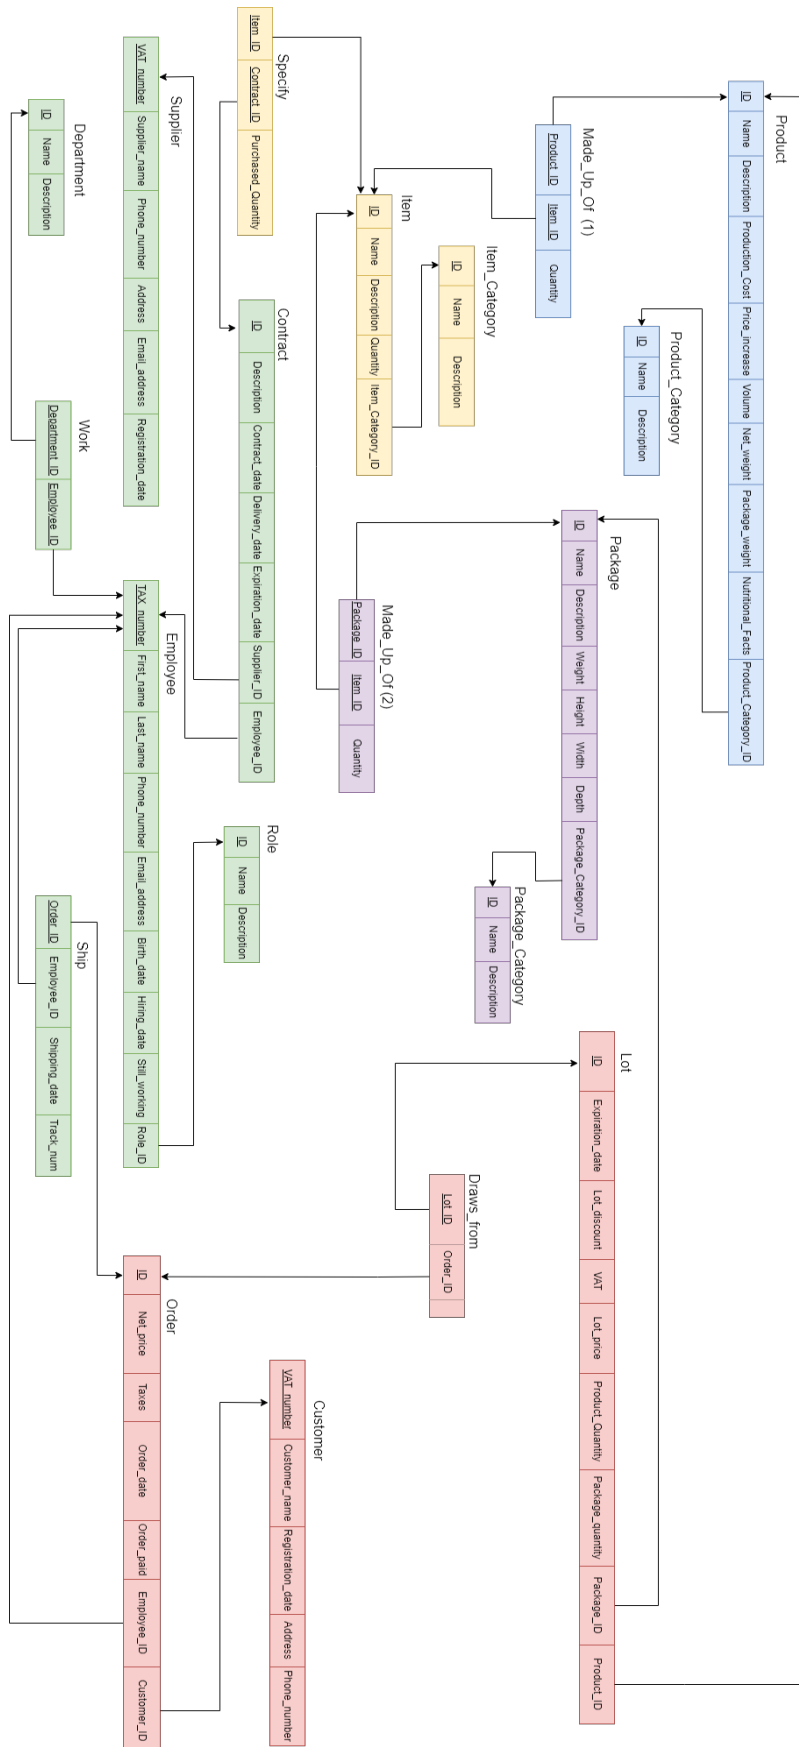 Product
ID Name Description Production_Cost Price_increase Volume Net_weight Package_weight Nutritional_Facts Product_Category_ID
Made_Up_Of (1)
Product_ID Item_ID Quantity
Product_Category
ID Name Description
Item_Category
ID Name Description
Item
ID Name Description Quantity Item_Category_ID
Specify
Item_ID Contract_ID Purchased_Quantity
Package
ID Name Description Weight Height Width Depth Package_Category_ID
Made_Up_Of (2)
Package_ID Item_ID Quantity
Package_Category
ID Name Description
Contract
ID Description Contract_date Delivery_date Expiration_date Supplier_ID Employee_ID
Supplier
VAT_number Supplier_name Phone_number Address Email_address Registration_date
Department
ID Name Description
Work
Department_ID Employee_ID
Employee
TAX_number First_name Last_name Phone_number Email_address Birth_date Hiring_date Still_working Role_ID
Role
ID Name Description
Ship
Order_ID Employee_ID Shipping_date Track_num
Lot
ID Expiration_date Lot_discount VAT Lot_price Product_Quantity Package_quantity Package_ID Product_ID
Draws_from
Lot_ID Order_ID
Order
ID Net_price Taxes Order_date Order_paid Employee_ID Customer_ID
Customer
VAT_number Customer_name Registration_date Address Phone_number